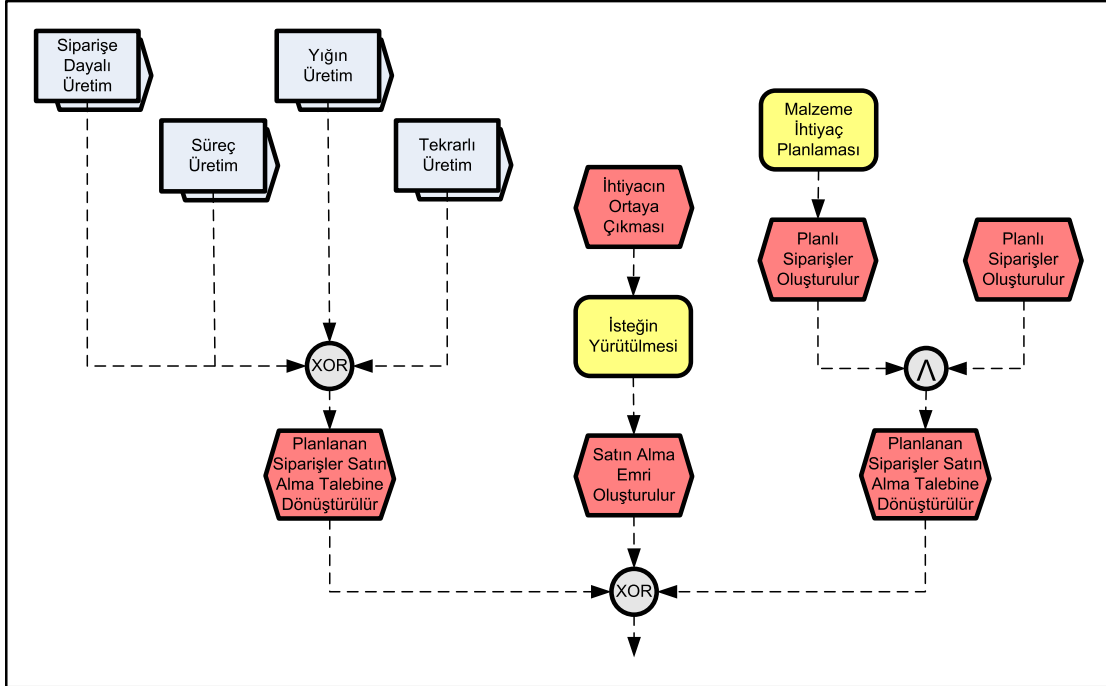 Siparişe
Dayalı
Üretim
Yığın
Üretim
Süreç
Üretim
Tekrarlı
Üretim
Malzeme
İhtiyaç
Planlaması
İhtiyacın
Ortaya
Çıkması
Planlı
Siparişler
Oluşturulur
Planlı
Siparişler
Oluşturulur
İsteğin
Yürütülmesi
XOR
Λ
Planlanan
Siparişler Satın
Alma Talebine
Dönüştürülür
Satın Alma
Emri
Oluşturulur
Planlanan
Siparişler Satın
Alma Talebine
Dönüştürülür
XOR